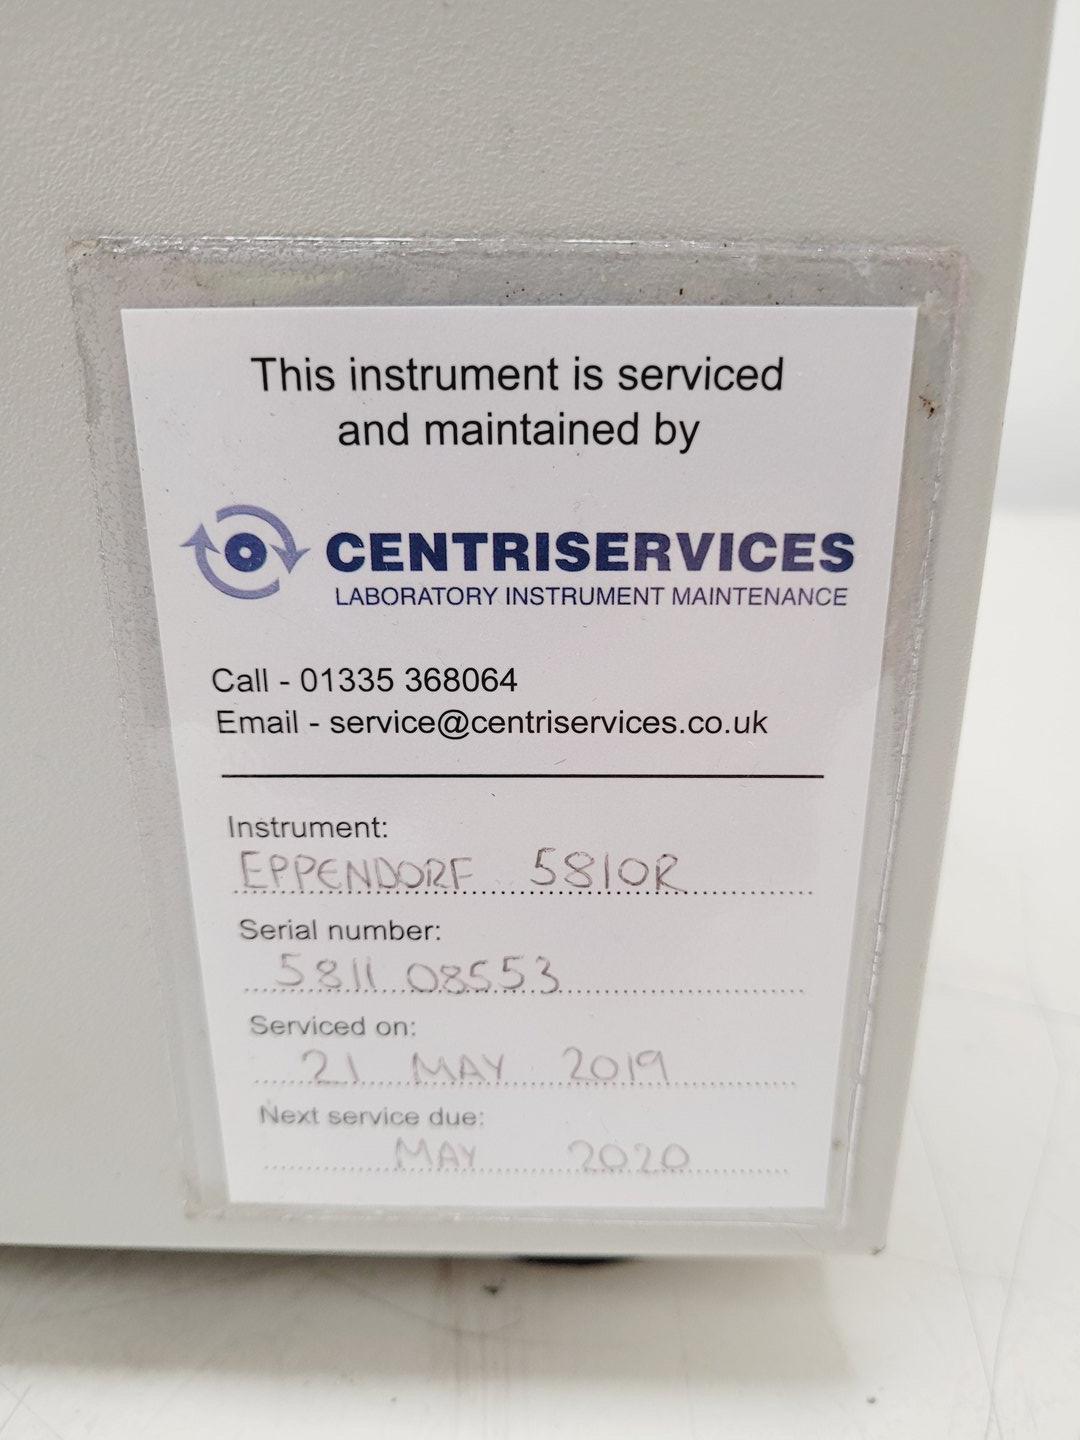 This instrument is serviced
and maintained by
CENTRISERVICES
LABORATORY INSTRUMENT MAINTENANCE
Call - 01335 368064
Email - service@centriservices.co.uk
Instrument:
EPPENDORF 5810R
Serial number:
5811 08553
Serviced on:
21 MAY 2019
Next service due:
MAY 2020